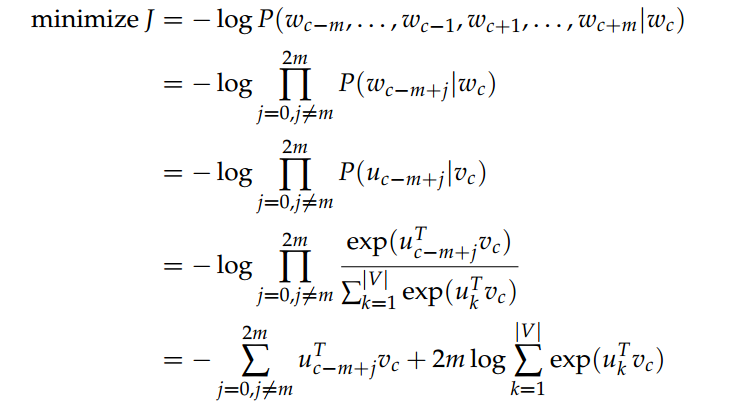 minimize J = − log P(w_{c−m}, . . . , w_{c−1}, w_{c+1}, . . . , w_{c+m}|w_c)
= − log ∏_{j=0,j≠m}^{2m} P(w_{c−m+j}|w_c)
= − log ∏_{j=0,j≠m}^{2m} P(u_{c−m+j}|v_c)
= − log ∏_{j=0,j≠m}^{2m} \frac{exp(u_{c−m+j}^T v_c)}{∑_{k=1}^{|V|} exp(u_k^T v_c)}
= − ∑_{j=0,j≠m}^{2m} u_{c−m+j}^T v_c + 2m log ∑_{k=1}^{|V|} exp(u_k^T v_c)